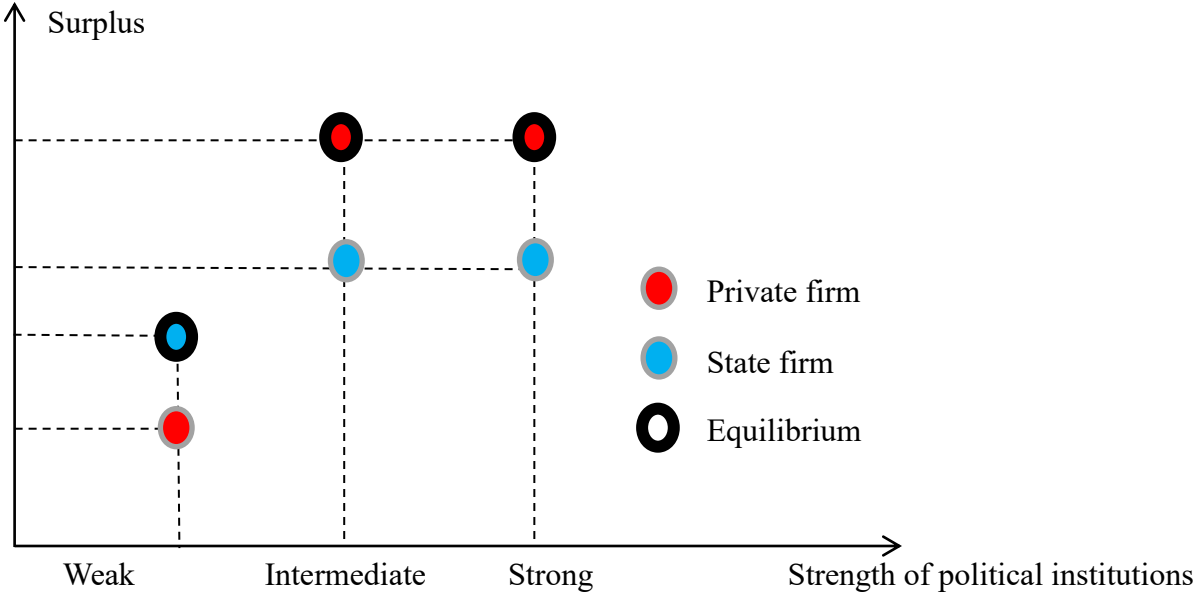 Surplus
Private firm
State firm
Equilibrium
Weak
Intermediate
Strong
Strength of political institutions